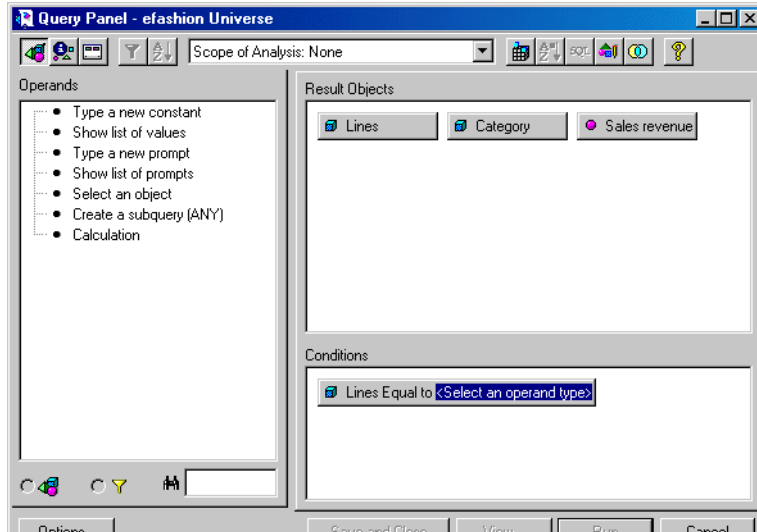 Query Panel - efashion Universe
Scope of Analysis: None
SQL
Operands
Type a new constant
Show list of values
Type a new prompt
Show list of prompts
Select an object
Create a subquery (ANY)
Calculation
Result Objects
Lines
Category
Sales revenue
Conditions
Lines Equal to <Select an operand type>
Options
Save and Close
View
Run
Cancel